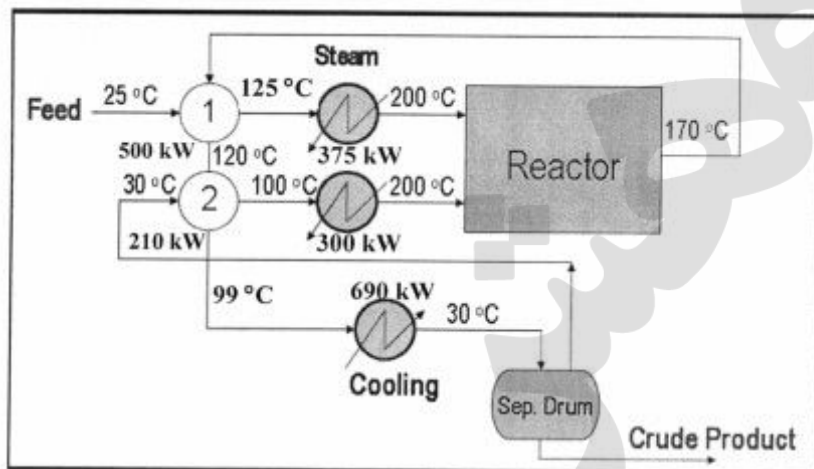 Steam
25 °C
125 °C
200 °C
Feed
1
170 °C
500 kW
120 °C
375 kW
Reactor
30 °C
100 °C
200 °C
2
210 kW
300 kW
99 °C
690 kW
30 °C
Cooling
Sep. Drum
Crude Product